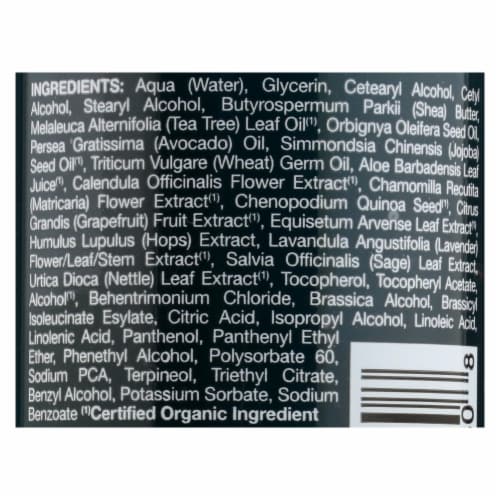 INGREDIENTS: Aqua (Water), Glycerin, Cetearyl Alcohol, Cetyl
Alcohol, Stearyl Alcohol, Butyrospermum Parkii (Shea) Butter,
Melaleuca Alternifolia (Tea Tree) Leaf Oil⁽¹⁾, Orbignya Oleifera Seed Oil,
Persea Gratissima (Avocado) Oil, Simmondsia Chinensis (Jojoba)
Seed Oil⁽¹⁾, Triticum Vulgare (Wheat) Germ Oil, Aloe Barbadensis Leaf
Juice⁽¹⁾, Calendula Officinalis Flower Extract⁽¹⁾, Chamomilla Recutita
(Matricaria) Flower Extract⁽¹⁾, Chenopodium Quinoa Seed⁽¹⁾, Citrus
Grandis (Grapefruit) Fruit Extract⁽¹⁾, Equisetum Arvense Leaf Extract⁽¹⁾,
Humulus Lupulus (Hops) Extract, Lavandula Angustifolia (Lavender)
Flower/Leaf/Stem Extract⁽¹⁾, Salvia Officinalis (Sage) Leaf Extract,
Urtica Dioca (Nettle) Leaf Extract⁽¹⁾, Tocopherol, Tocopheryl Acetate,
Alcohol⁽¹⁾, Behentrimonium Chloride, Brassica Alcohol, Brassicyl
Isoleucinate Esylate, Citric Acid, Isopropyl Alcohol, Linoleic Acid,
Linolenic Acid, Panthenol, Panthenyl Ethyl
Ether, Phenethyl Alcohol, Polysorbate 60,
Sodium PCA, Terpineol, Triethyl Citrate,
Benzyl Alcohol, Potassium Sorbate, Sodium
Benzoate ⁽¹⁾Certified Organic Ingredient
8
0